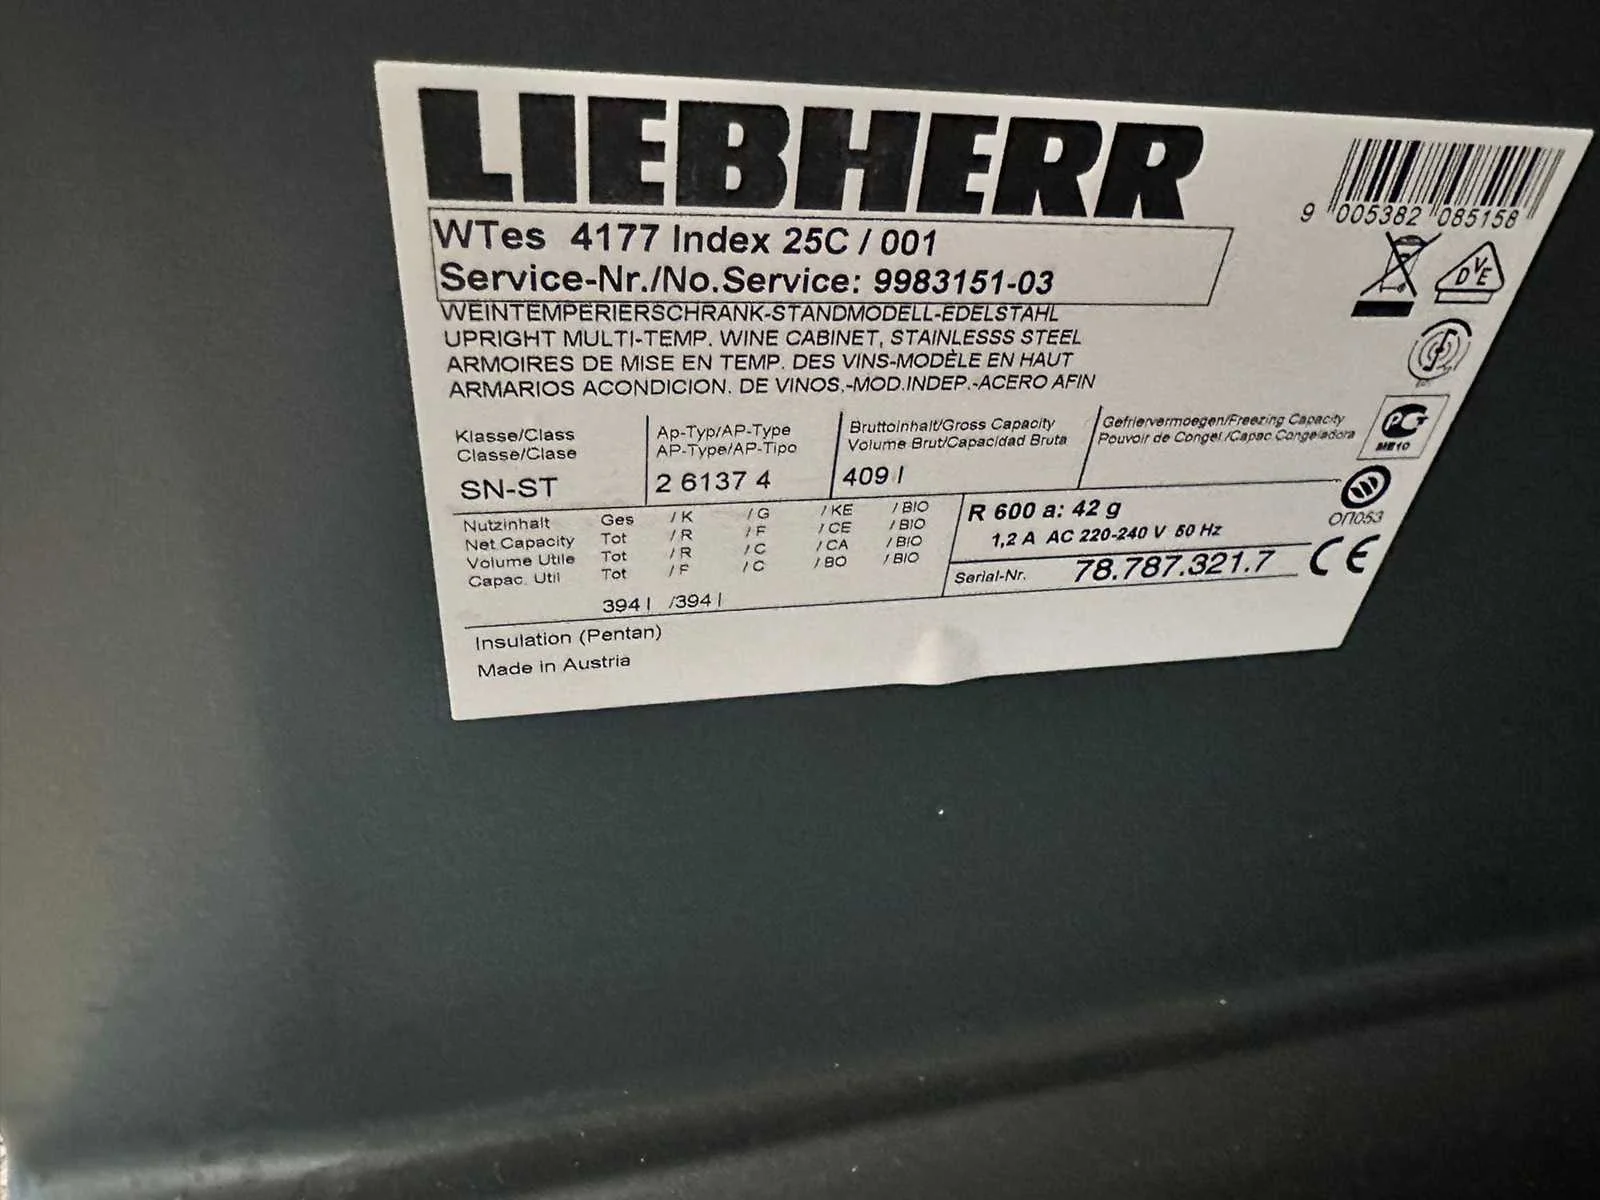 LIEBHERR
9 005382 085158
WTes 4177 Index 25C / 001
Service-Nr./No.Service: 9983151-03
WEINTEMPERIERSCHRANK-STANDMODELL-EDELSTAHL
UPRIGHT MULTI-TEMP. WINE CABINET, STAINLESSS STEEL
ARMOIRES DE MISE EN TEMP. DES VINS-MODÈLE EN HAUT
ARMARIOS ACONDICION. DE VINOS,-MOD.INDEP.-ACERO AFIN
DVE
Klasse/Class
Classe/Clase
SN-ST
Ap-Typ/AP-Type
AP-Type/AP-Tipo
2 6137 4
Bruttoinhalt/Gross Capacity
Volume Brut/Capacidad Bruta
409 l
Gefriervermoegen/Freezing Capacity
Pouvoir de Congel./Capac.Congeladora
ME10
ОП053
Nutzinhalt Ges / K / G / KE / BIO
Net Capacity Tot / R / F / CE / BIO
Volume Utile Tot / R / C / CA / BIO
Capac. Util Tot / F / C / BO / BIO
394 l / 394 l
R 600 a: 42 g
1,2 A AC 220-240 V 50 Hz
Serial-Nr. 78.787.321.7
CE
Insulation (Pentan)
Made in Austria